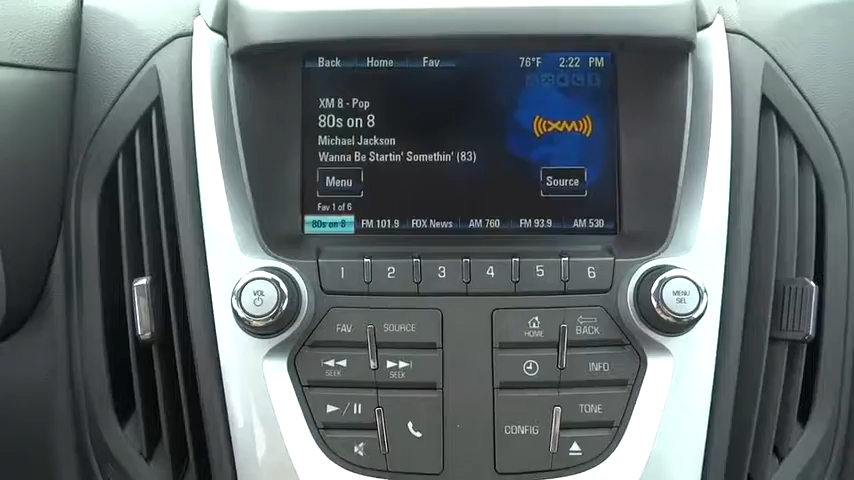 Back Home Fav 76°F 2:22 PM
XM 8 - Pop
80s on 8
Michael Jackson
Wanna Be Startin' Somethin' (83)
XM
Menu Source
Fav 1 of 6
80s on 8 FM 101.9 FOX News AM 760 FM 93.9 AM 530
1 2 3 4 5 6
VOL
MENU
SEL
FAV SOURCE
HOME
BACK
SEEK SEEK
INFO
TONE
CONFIG